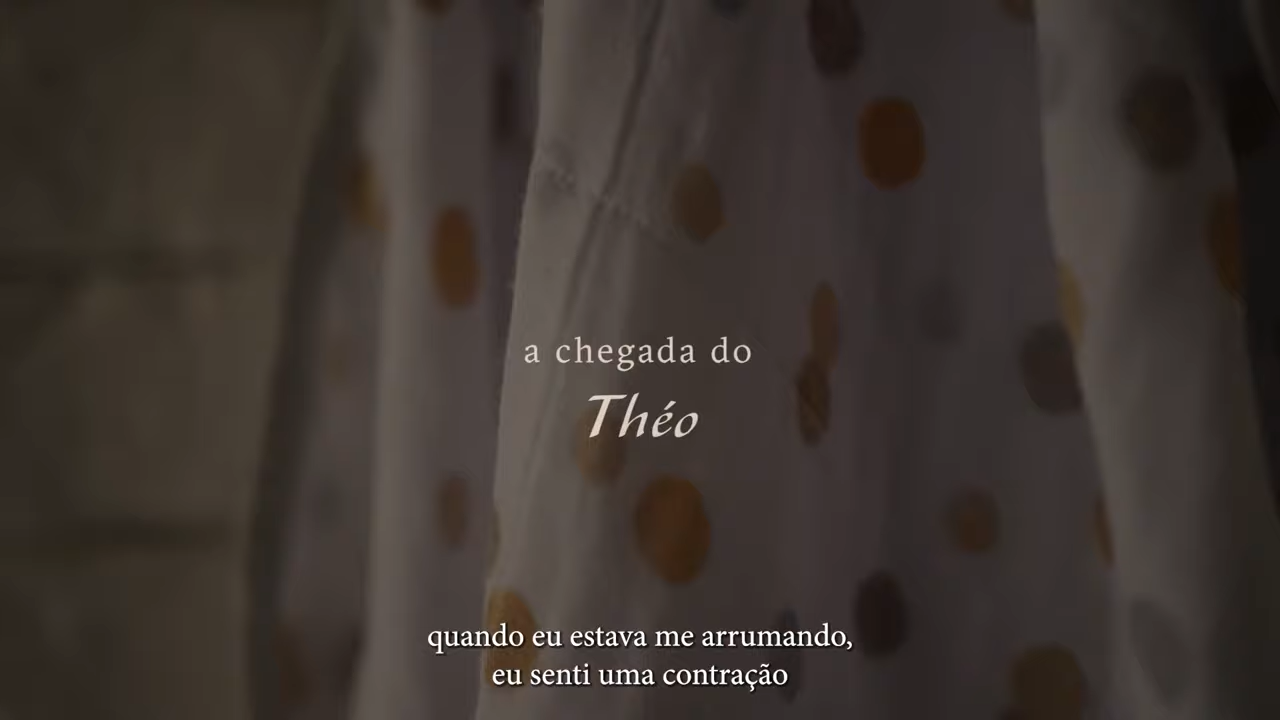 a chegada do
Théo
quando eu estava me arrumando,
eu senti uma contração